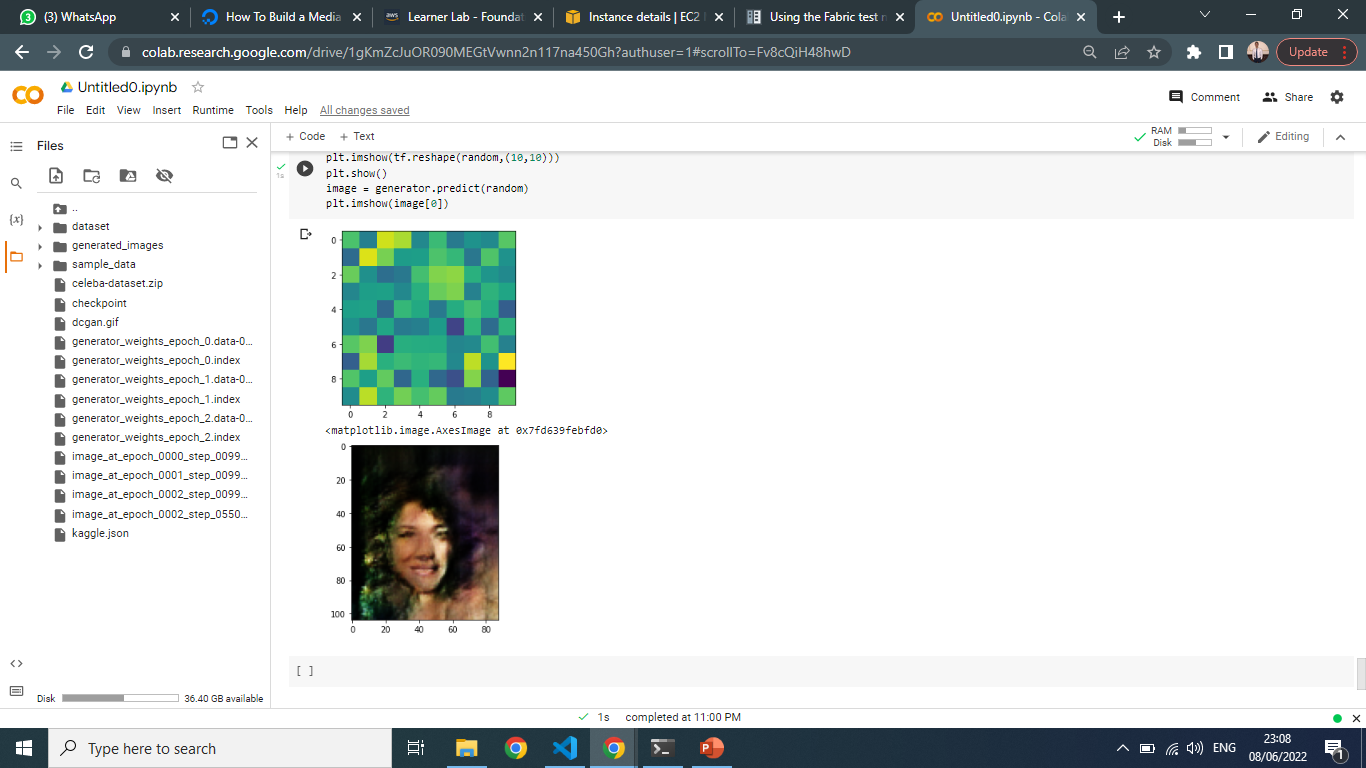 (3) WhatsApp
How To Build a Media
aws Learner Lab - Foundat
Instance details | EC2
Using the Fabric test n
Untitled0.ipynb - Cola
colab.research.google.com/drive/1gKmZcJuOR090MEGtVwnn2n117na450Gh?authuser=1#scrollTo=Fv8cQiH48hwD
Update
Untitled0.ipynb
File Edit View Insert Runtime Tools Help All changes saved
Comment Share
Files
+ Code + Text
RAM
Disk
Editing
..
dataset
generated_images
sample_data
celeba-dataset.zip
checkpoint
dcgan.gif
generator_weights_epoch_0.data-0...
generator_weights_epoch_0.index
generator_weights_epoch_1.data-0...
generator_weights_epoch_1.index
generator_weights_epoch_2.data-0...
generator_weights_epoch_2.index
image_at_epoch_0000_step_0099...
image_at_epoch_0001_step_0099...
image_at_epoch_0002_step_0099...
image_at_epoch_0002_step_0550...
kaggle.json
Disk 36.40 GB available
1s
plt.imshow(tf.reshape(random,(10,10)))
plt.show()
image = generator.predict(random)
plt.imshow(image[0])
0
2
4
6
8
0 2 4 6 8
<matplotlib.image.AxesImage at 0x7fd639febfd0>
0
20
40
60
80
100
0 20 40 60 80
[ ]
1s completed at 11:00 PM
Type here to search
ENG
23:08
08/06/2022
1